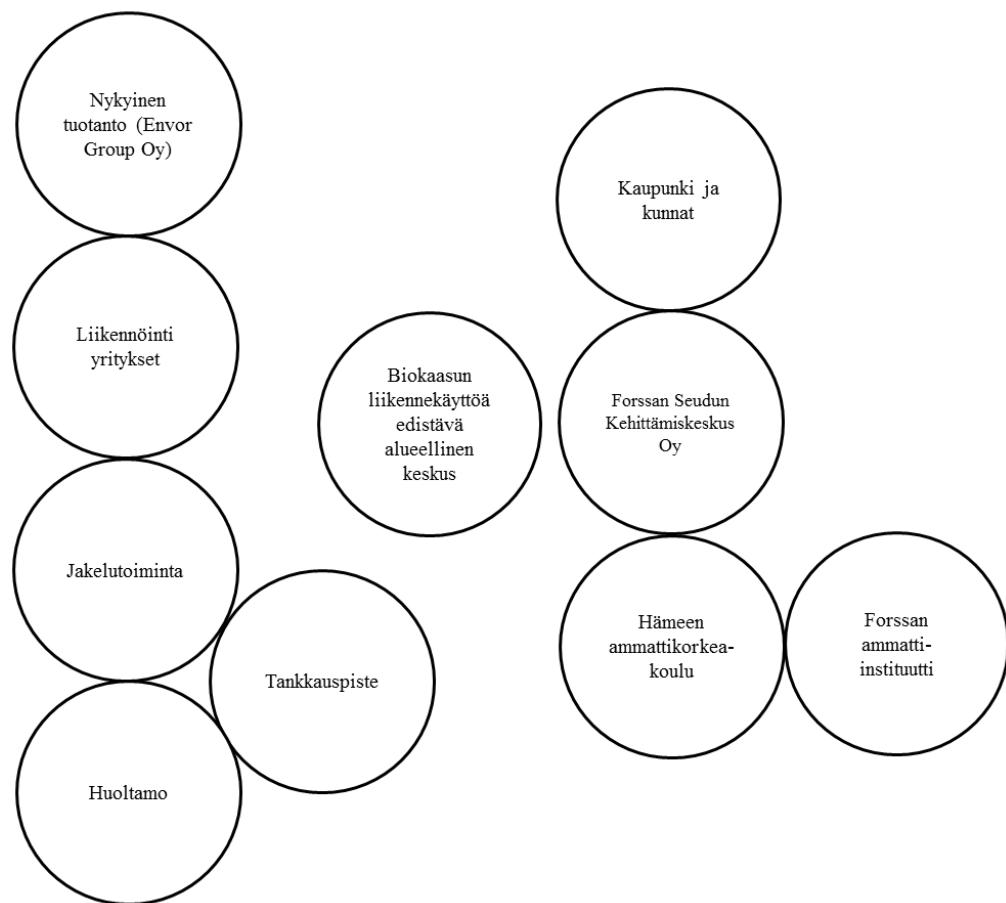 Nykyinen
tuotanto (Envor
Group Oy)
Liikennöinti
yritykset
Jakelutoiminta
Huoltamo
Tankkauspiste
Biokaasun
liikennekäyttöä
edistävä
alueellinen
keskus
Kaupunki ja
kunnat
Forssan Seudun
Kehittämiskeskus
Oy
Hämeen
ammattikorkea-
koulu
Forssan
ammatti-
instituutti